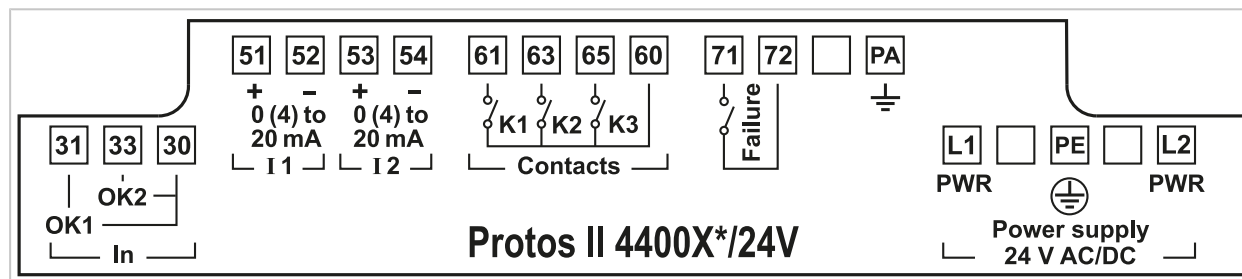 51 52 53 54 61 63 65 60 71 72 PA
+ − + −
0 (4) to 0 (4) to
20 mA 20 mA
I 1 I 2
K1 K2 K3
Contacts
Failure
31 33 30
OK2
OK1
In
L1 PE L2
PWR PWR
Power supply
24 V AC/DC
Protos II 4400X*/24V